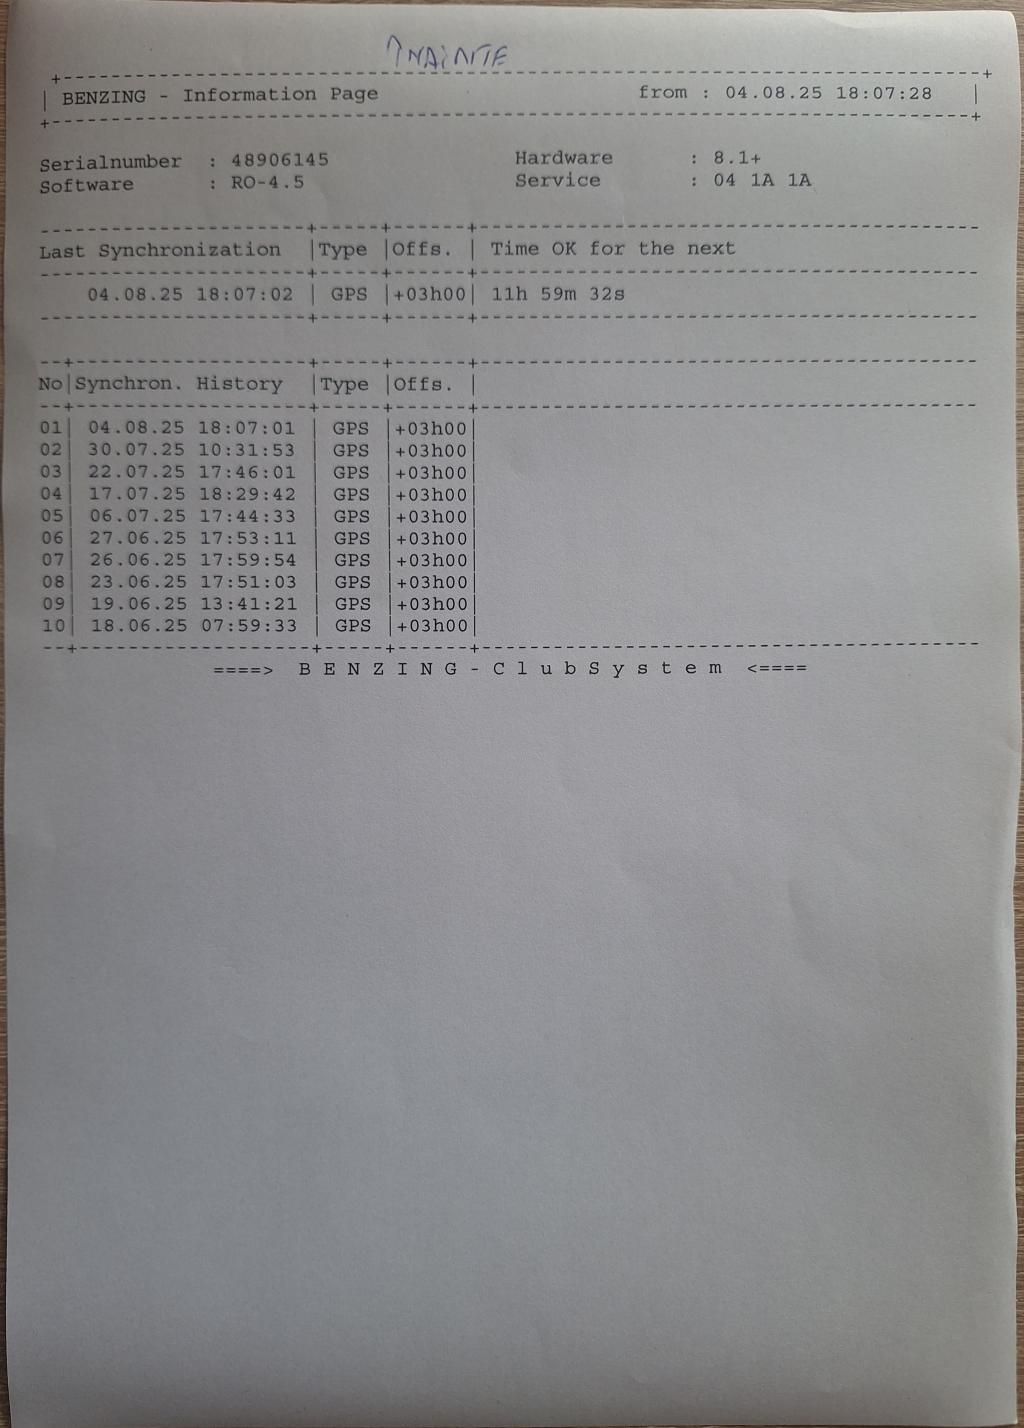 ÎNAINTE
+---------------------------------------------------------------------------+
| BENZING - Information Page                     from : 04.08.25 18:07:28   |
+---------------------------------------------------------------------------+
Serialnumber  : 48906145               Hardware      : 8.1+
Software      : RO-4.5                 Service       : 04 1A 1A
----------------------+-----+------+-----------------------------------------
Last Synchronization  |Type |Offs. | Time OK for the next
----------------------+-----+------+-----------------------------------------
    04.08.25 18:07:02 | GPS |+03h00| 11h 59m 32s
----------------------+-----+------+-----------------------------------------
--+-------------------+-----+------+-----------------------------------------
No|Synchron. History  |Type |Offs. |
--+-------------------+-----+------+-----------------------------------------
01| 04.08.25 18:07:01 | GPS |+03h00|
02| 30.07.25 10:31:53 | GPS |+03h00|
03| 22.07.25 17:46:01 | GPS |+03h00|
04| 17.07.25 18:29:42 | GPS |+03h00|
05| 06.07.25 17:44:33 | GPS |+03h00|
06| 27.06.25 17:53:11 | GPS |+03h00|
07| 26.06.25 17:59:54 | GPS |+03h00|
08| 23.06.25 17:51:03 | GPS |+03h00|
09| 19.06.25 13:41:21 | GPS |+03h00|
10| 18.06.25 07:59:33 | GPS |+03h00|
--+-------------------+-----+------+-----------------------------------------
====> B E N Z I N G - C l u b S y s t e m <====